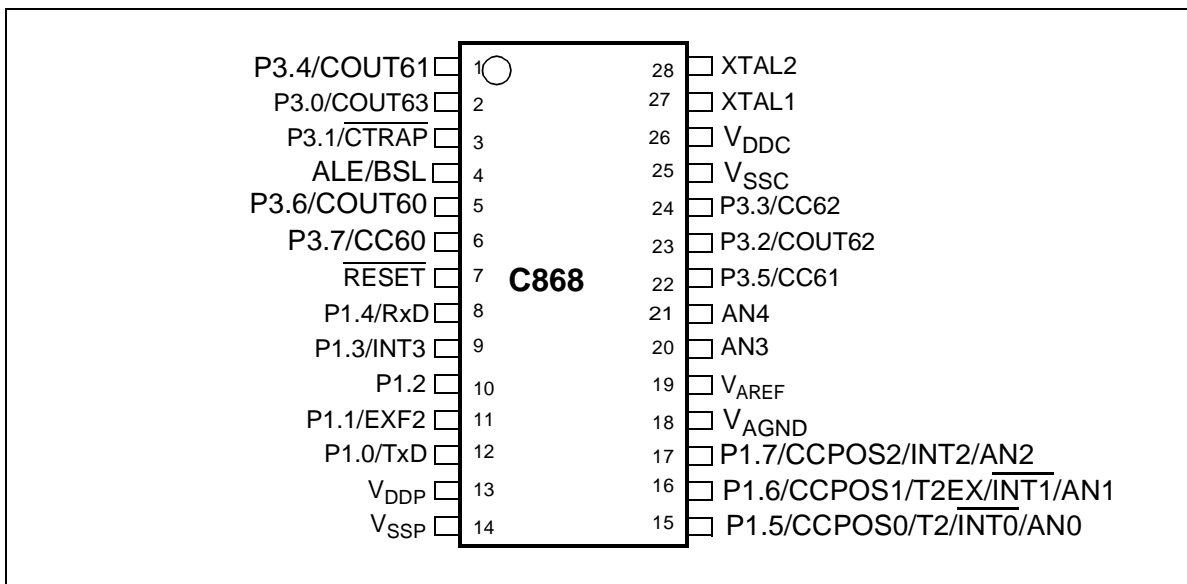 P3.4/COUT61 1 28 XTAL2
P3.0/COUT63 2 27 XTAL1
P3.1/C̅T̅R̅A̅P̅ 3 26 VDDC
ALE/BSL 4 25 VSSC
P3.6/COUT60 5 24 P3.3/CC62
P3.7/CC60 6 23 P3.2/COUT62
R̅E̅S̅E̅T̅ 7 C868 22 P3.5/CC61
P1.4/RxD 8 21 AN4
P1.3/INT3 9 20 AN3
P1.2 10 19 VAREF
P1.1/EXF2 11 18 VAGND
P1.0/TxD 12 17 P1.7/CCPOS2/INT2/AN2
VDDP 13 16 P1.6/CCPOS1/T2EX/I̅N̅T̅1̅/AN1
VSSP 14 15 P1.5/CCPOS0/T2/I̅N̅T̅0̅/AN0